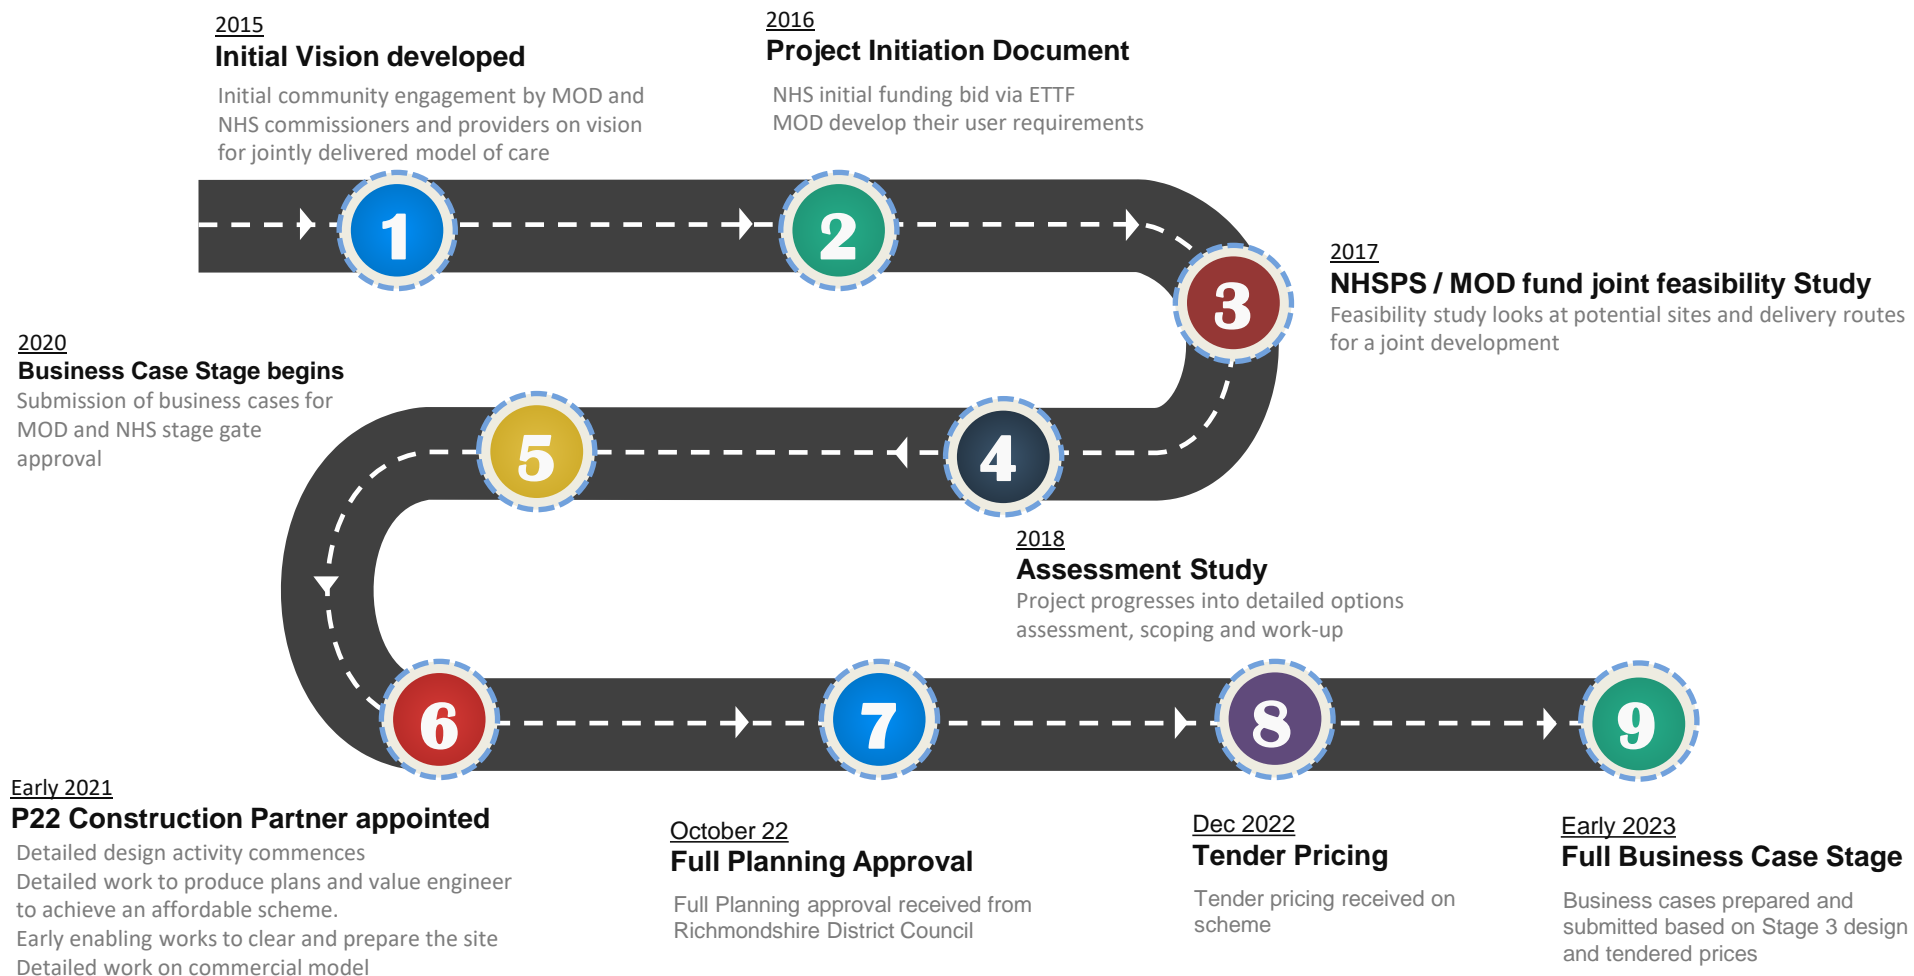 2015
Initial Vision developed
Initial community engagement by MOD and
NHS commissioners and providers on vision
for jointly delivered model of care
2016
Project Initiation Document
NHS initial funding bid via ETTF
MOD develop their user requirements
1
2
3
2017
NHSPS / MOD fund joint feasibility Study
Feasibility study looks at potential sites and delivery routes
for a joint development
4
2018
Assessment Study
Project progresses into detailed options
assessment, scoping and work-up
5
2020
Business Case Stage begins
Submission of business cases for
MOD and NHS stage gate
approval
6
Early 2021
P22 Construction Partner appointed
Detailed design activity commences
Detailed work to produce plans and value engineer
to achieve an affordable scheme.
Early enabling works to clear and prepare the site
Detailed work on commercial model
7
October 22
Full Planning Approval
Full Planning approval received from
Richmondshire District Council
8
Dec 2022
Tender Pricing
Tender pricing received on
scheme
9
Early 2023
Full Business Case Stage
Business cases prepared and
submitted based on Stage 3 design
and tendered prices